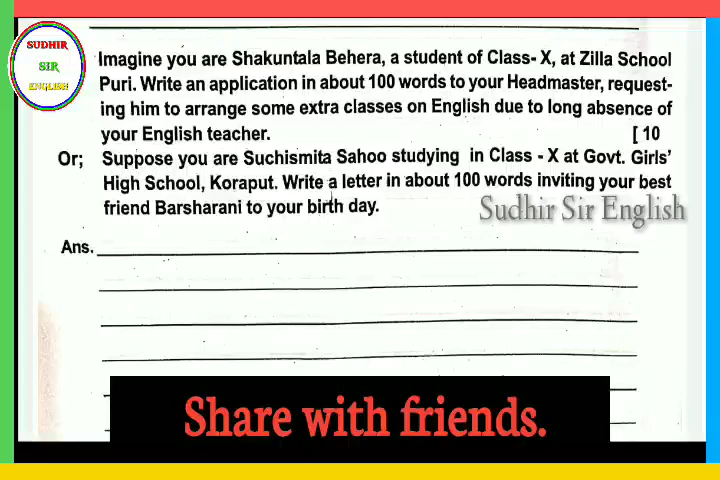 SUDHIR
SIR
ENGLISH
Imagine you are Shakuntala Behera, a student of Class- X, at Zilla School
Puri. Write an application in about 100 words to your Headmaster, request-
ing him to arrange some extra classes on English due to long absence of
your English teacher. [ 10
Or; Suppose you are Suchismita Sahoo studying in Class - X at Govt. Girls'
High School, Koraput. Write a letter in about 100 words inviting your best
friend Barsharani to your birth day.
Sudhir Sir English
Ans.
Share with friends.